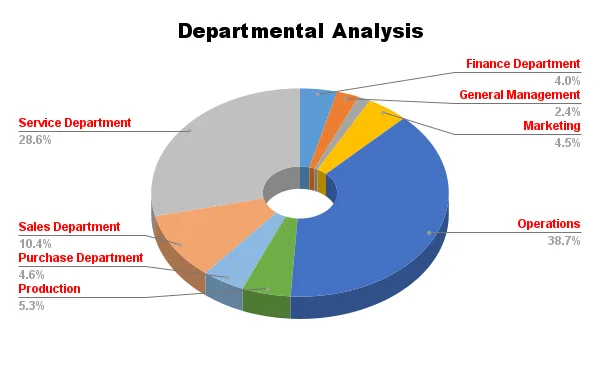 Departmental Analysis
Finance Department
4.0%
General Management
2.4%
Marketing
4.5%
Operations
38.7%
Service Department
28.6%
Sales Department
10.4%
Purchase Department
4.6%
Production
5.3%